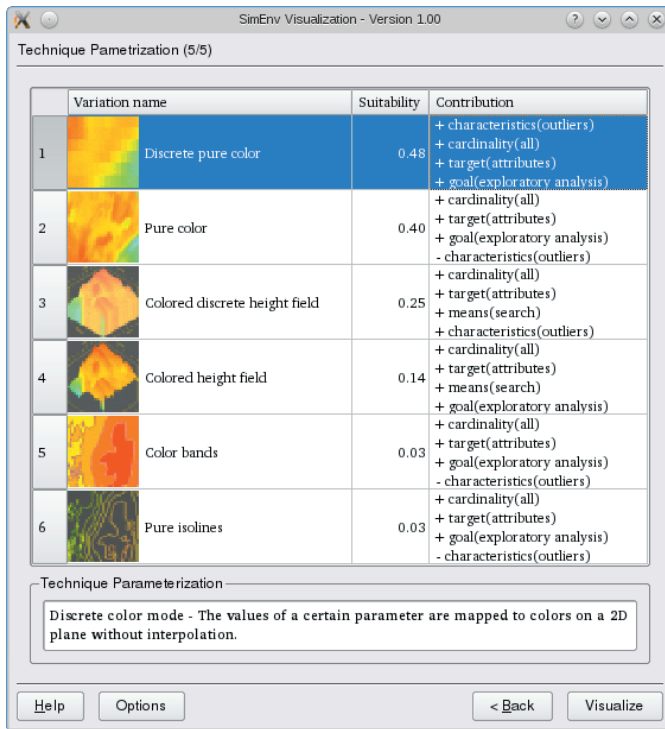 SimEnv Visualization - Version 1.00
?
Technique Pametrization (5/5)
Variation name Suitability Contribution
1 Discrete pure color 0.48 + characteristics(outliers)
+ cardinality(all)
+ target(attributes)
+ goal(exploratory analysis)
2 Pure color 0.40 + cardinality(all)
+ target(attributes)
+ goal(exploratory analysis)
- characteristics(outliers)
3 Colored discrete height field 0.25 + cardinality(all)
+ target(attributes)
+ means(search)
+ characteristics(outliers)
4 Colored height field 0.14 + cardinality(all)
+ target(attributes)
+ means(search)
+ goal(exploratory analysis)
5 Color bands 0.03 + cardinality(all)
+ target(attributes)
+ goal(exploratory analysis)
- characteristics(outliers)
6 Pure isolines 0.03 + cardinality(all)
+ target(attributes)
+ goal(exploratory analysis)
- characteristics(outliers)
Technique Parameterization
Discrete color mode - The values of a certain parameter are mapped to colors on a 2D
plane without interpolation.
Help Options < Back Visualize